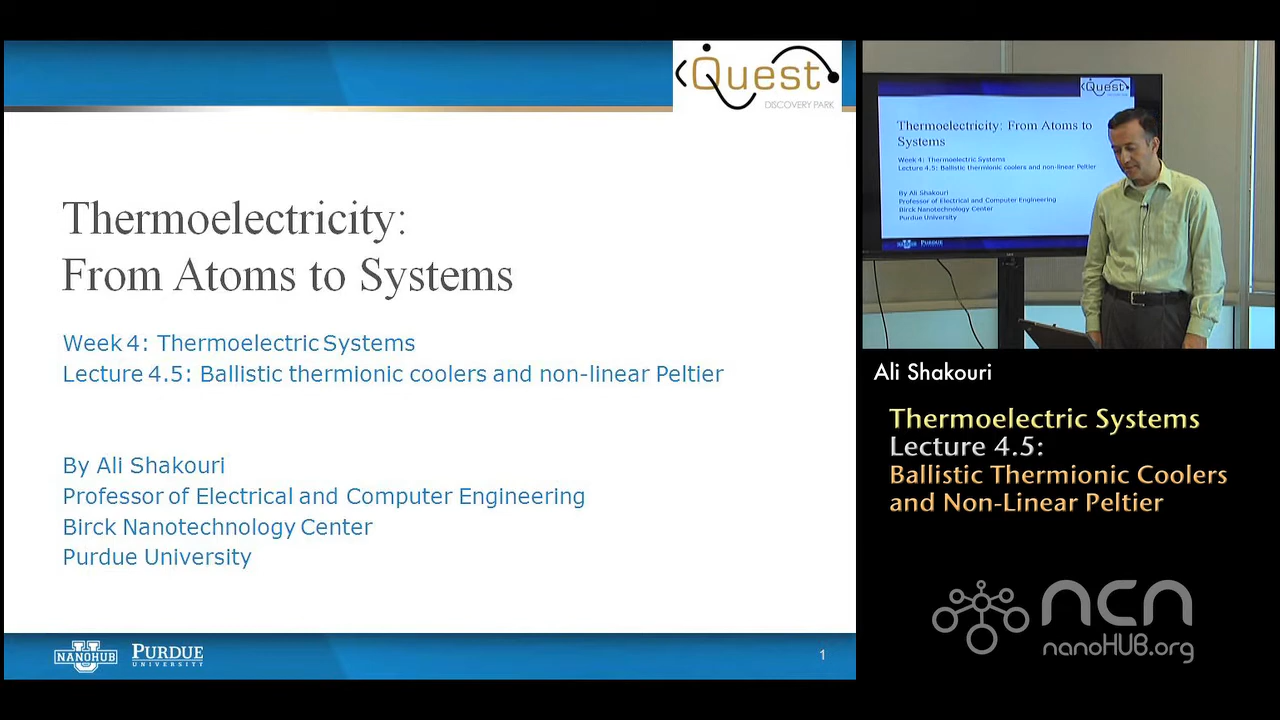 Quest
DISCOVERY PARK
Thermoelectricity:
From Atoms to Systems
Week 4: Thermoelectric Systems
Lecture 4.5: Ballistic thermionic coolers and non-linear Peltier
By Ali Shakouri
Professor of Electrical and Computer Engineering
Birck Nanotechnology Center
Purdue University
NANOHUB
U
PURDUE
UNIVERSITY
1
Quest
Thermoelectricity: From Atoms to
Systems
Week 4: Thermoelectric Systems
Lecture 4.5: Ballistic thermionic coolers and non-linear Peltier
By Ali Shakouri
Professor of Electrical and Computer Engineering
Birck Nanotechnology Center
Purdue University
PURDUE
Ali Shakouri
Thermoelectric Systems
Lecture 4.5:
Ballistic Thermionic Coolers
and Non-Linear Peltier
ncn
nanoHUB.org